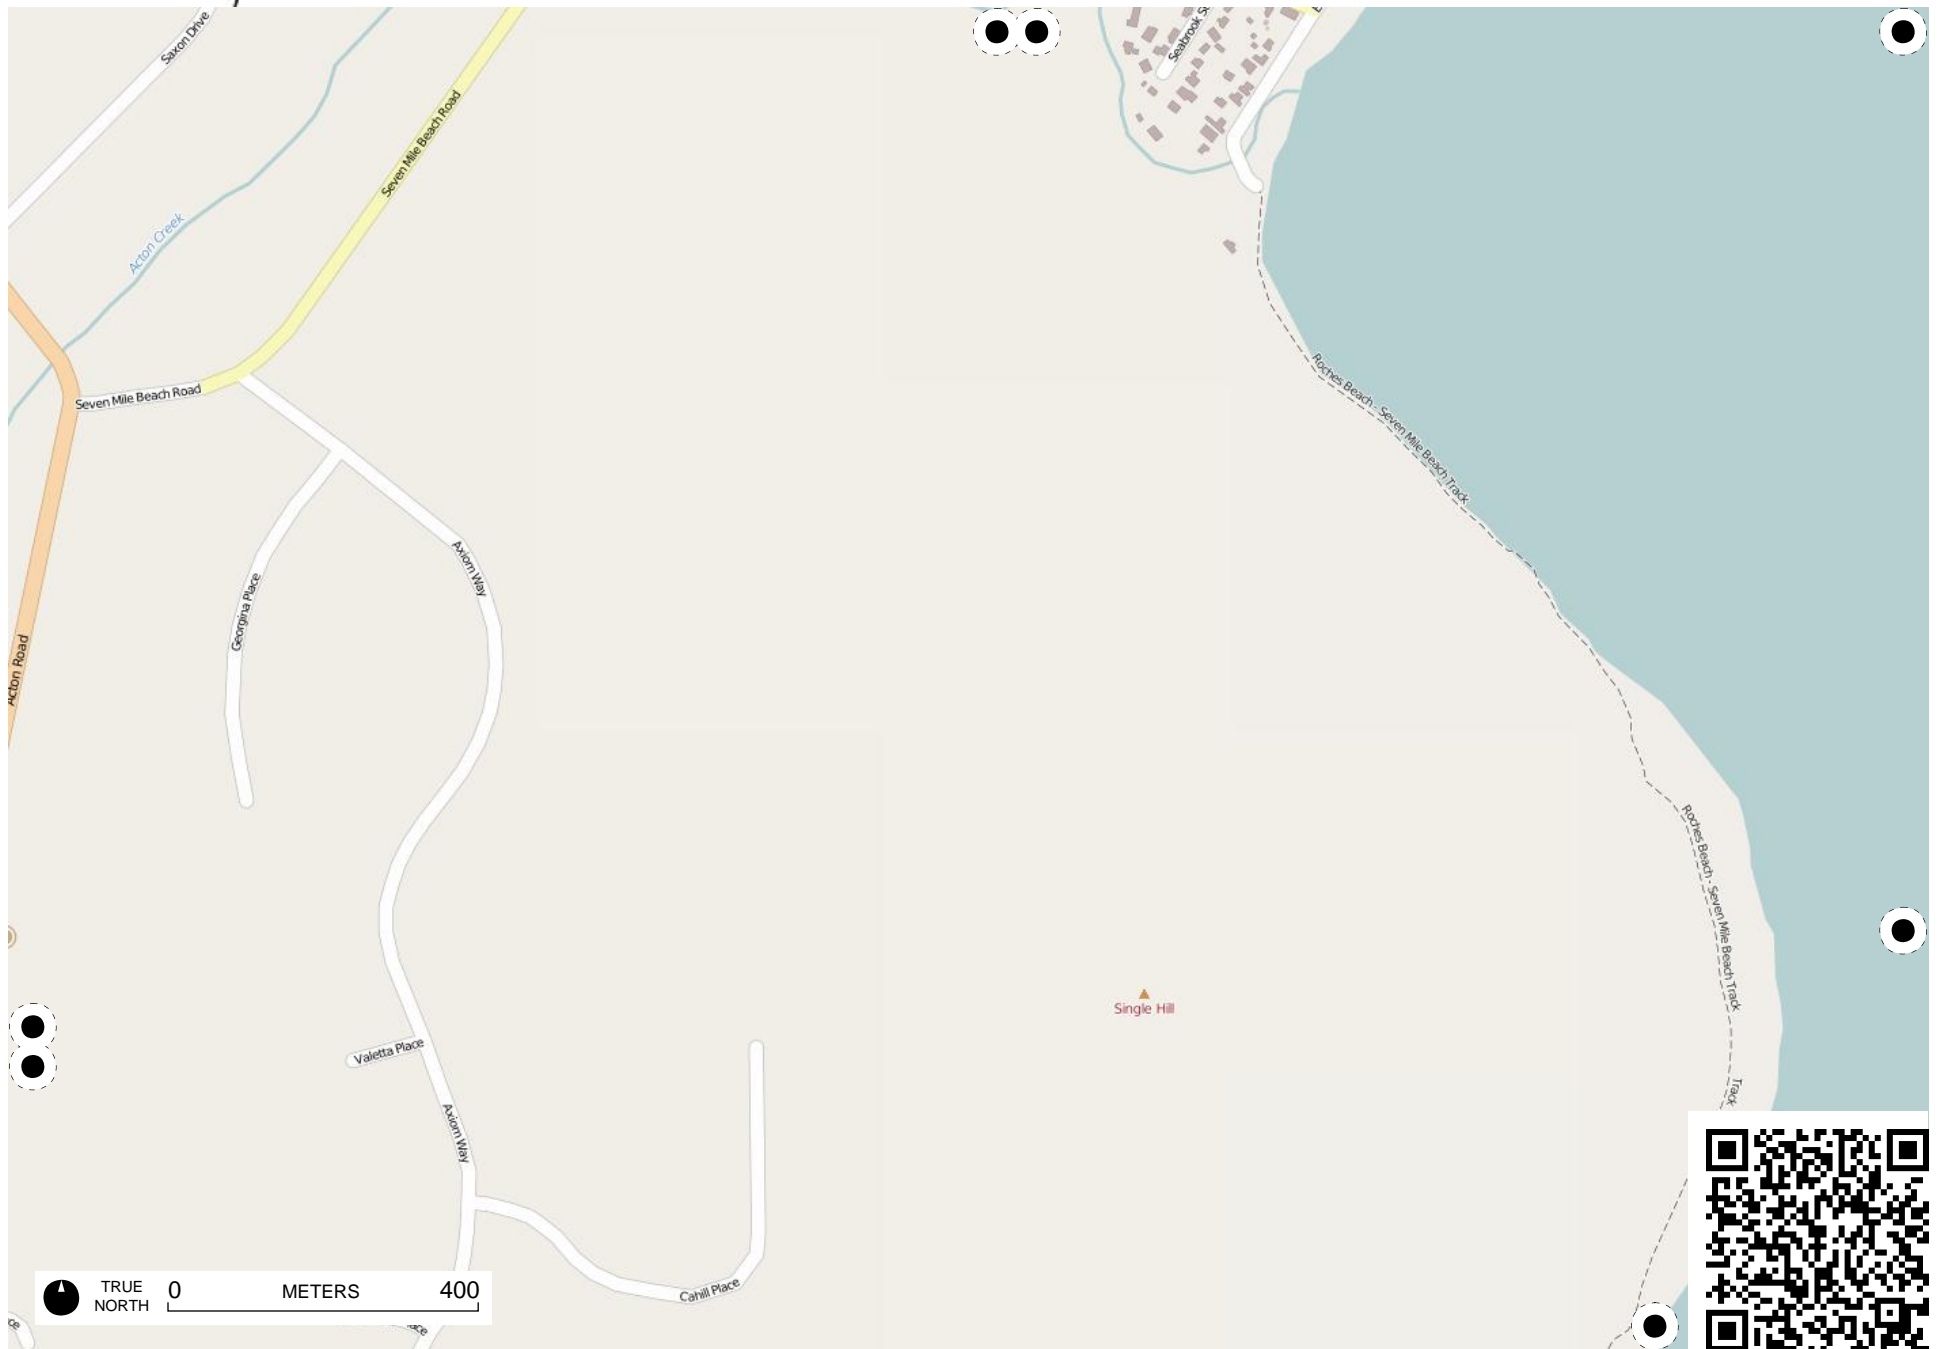 Saxon Drive
Seabrook
Acton Creek
Seven Mile Beach Road
Seven Mile Beach Road
Roches Beach - Seven Mile Beach Track
Axiom Way
Georgina Place
Acton Road
Roches Beach - Seven Mile Beach Track
Single Hill
Valetta Place
Track
Axiom Way
Cahill Place
TRUE NORTH
0 METERS 400